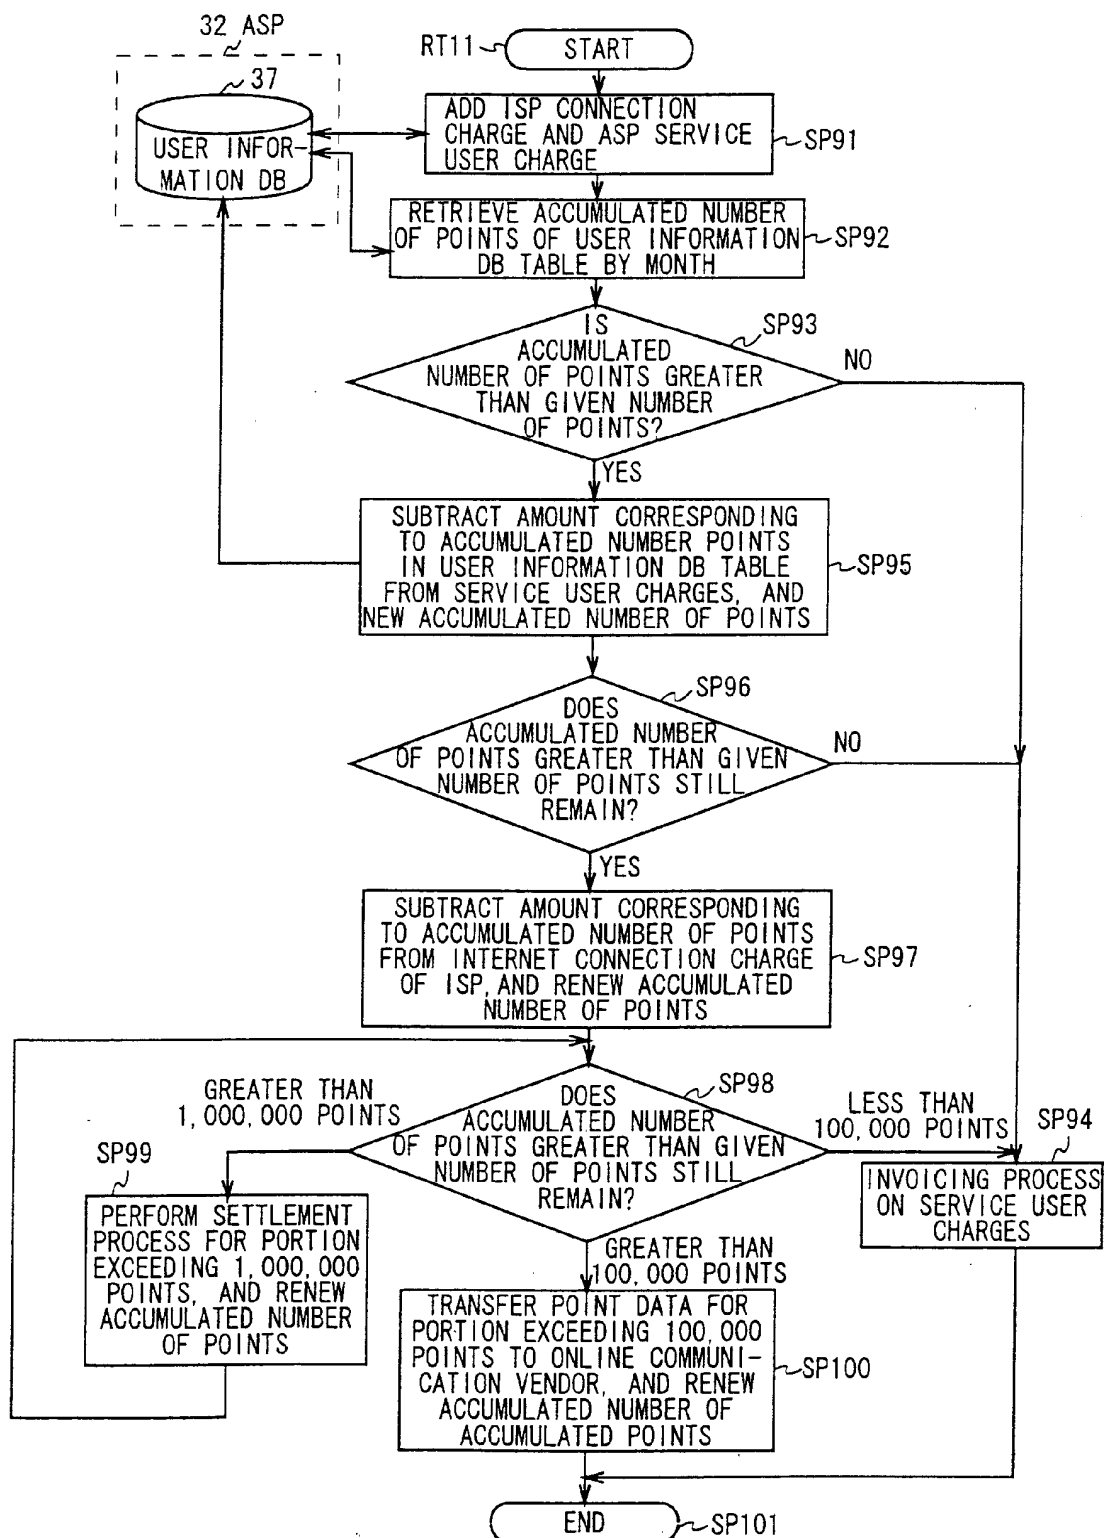 32 ASP
RT11
START
37
USER INFOR-
MATION DB
ADD ISP CONNECTION
CHARGE AND ASP SERVICE
USER CHARGE
SP91
RETRIEVE ACCUMULATED NUMBER
OF POINTS OF USER INFORMATION
DB TABLE BY MONTH
SP92
SP93
IS
ACCUMULATED
NUMBER OF POINTS GREATER
THAN GIVEN NUMBER
OF POINTS?
NO
YES
SUBTRACT AMOUNT CORRESPONDING
TO ACCUMULATED NUMBER POINTS
IN USER INFORMATION DB TABLE
FROM SERVICE USER CHARGES, AND
NEW ACCUMULATED NUMBER OF POINTS
SP95
SP96
DOES
ACCUMULATED NUMBER
OF POINTS GREATER THAN GIVEN
NUMBER OF POINTS STILL
REMAIN?
NO
YES
SUBTRACT AMOUNT CORRESPONDING
TO ACCUMULATED NUMBER OF POINTS
FROM INTERNET CONNECTION CHARGE
OF ISP, AND RENEW ACCUMULATED
NUMBER OF POINTS
SP97
GREATER THAN
1,000,000 POINTS
SP98
DOES
ACCUMULATED NUMBER
OF POINTS GREATER THAN GIVEN
NUMBER OF POINTS STILL
REMAIN?
LESS THAN
100,000 POINTS
SP94
INVOICING PROCESS
ON SERVICE USER
CHARGES
SP99
PERFORM SETTLEMENT
PROCESS FOR PORTION
EXCEEDING 1,000,000
POINTS, AND RENEW
ACCUMULATED NUMBER
OF POINTS
GREATER THAN
100,000 POINTS
TRANSFER POINT DATA FOR
PORTION EXCEEDING 100,000
POINTS TO ONLINE COMMUNI-
CATION VENDOR, AND RENEW
ACCUMULATED NUMBER OF
ACCUMULATED POINTS
SP100
END
SP101